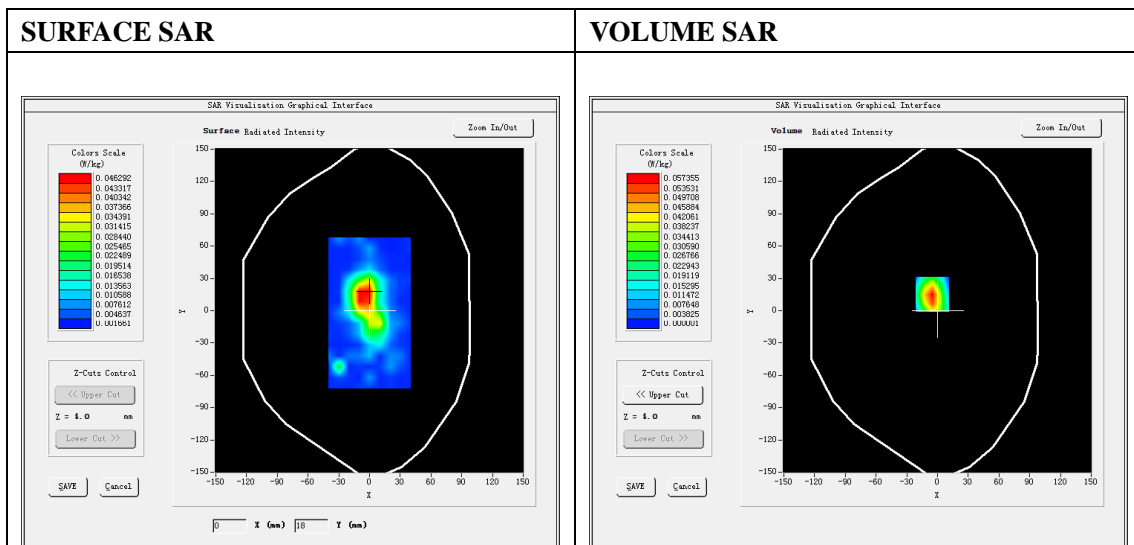 SURFACE SAR
VOLUME SAR
SAR Visualisation Graphical Interface
Surface Radiated Intensity
Zoom In/Out
Colors Scale
(W/kg)
0.046292
0.043317
0.040342
0.037366
0.034391
0.031415
0.028440
0.025465
0.022489
0.019514
0.016538
0.013563
0.010588
0.007612
0.004637
0.001661
150
120
90
60
30
0
-30
-60
-90
-120
-150
Y
-150 -120 -90 -60 -30 0 30 60 90 120 150
X
Z-Cuts Control
<< Upper Cut
Z = 4.0 mm
Lower Cut >>
SAVE
Cancel
0 X (mm) 18 Y (mm)
SAR Visualisation Graphical Interface
Volume Radiated Intensity
Zoom In/Out
Colors Scale
(W/kg)
0.057355
0.053531
0.049708
0.045884
0.042061
0.038237
0.034413
0.030590
0.026766
0.022943
0.019119
0.015295
0.011472
0.007648
0.003825
0.000001
150
120
90
60
30
0
-30
-60
-90
-120
-150
Y
-150 -120 -90 -60 -30 0 30 60 90 120 150
X
Z-Cuts Control
<< Upper Cut
Z = 4.0 mm
Lower Cut >>
SAVE
Cancel